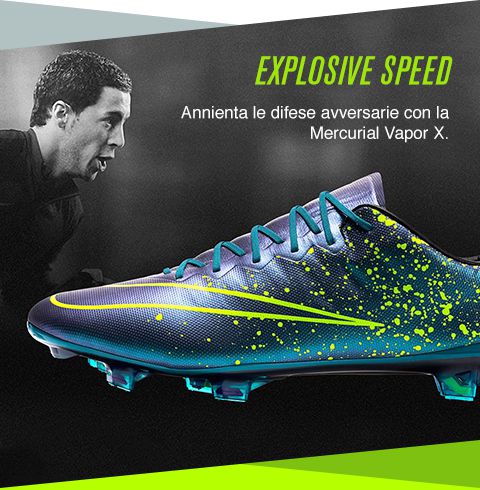 EXPLOSIVE SPEED
Annienta le difese avversarie con la
Mercurial Vapor X.